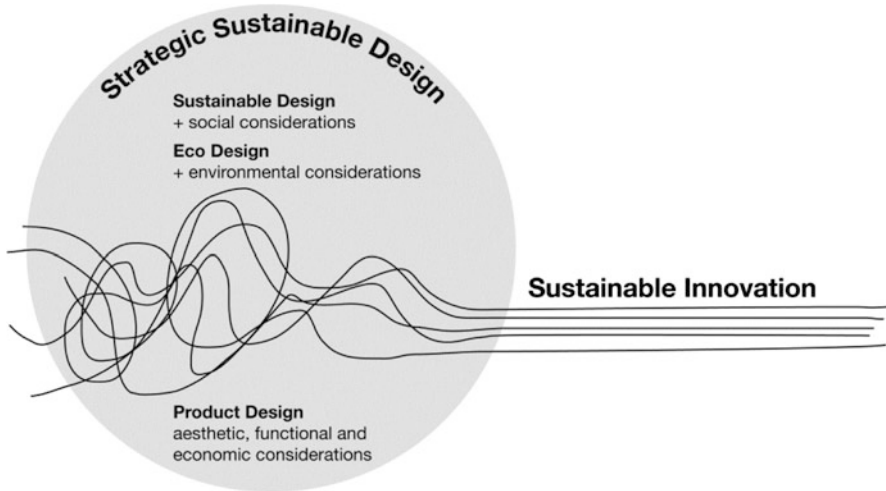 Strategic Sustainable Design
Sustainable Design
+ social considerations
Eco Design
+ environmental considerations
Sustainable Innovation
Product Design
aesthetic, functional and
economic considerations